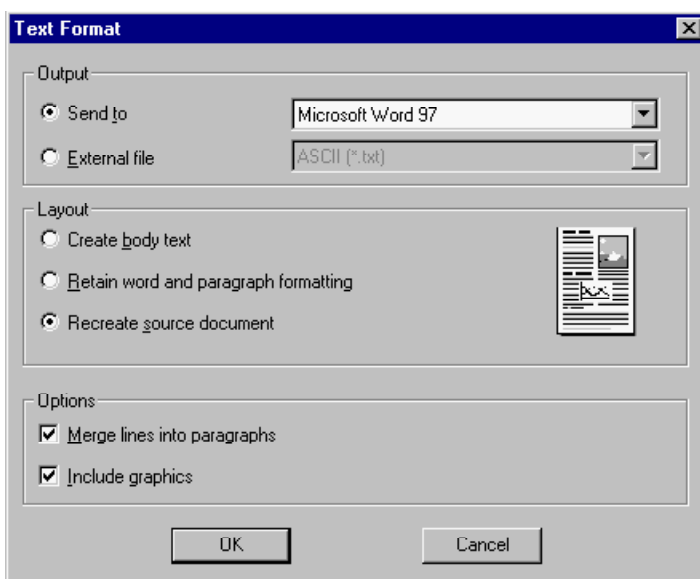 Text Format
Output
Send to
Microsoft Word 97
External file
ASCII (*.txt)
Layout
Create body text
Retain word and paragraph formatting
Recreate source document
Options
Merge lines into paragraphs
Include graphics
OK
Cancel